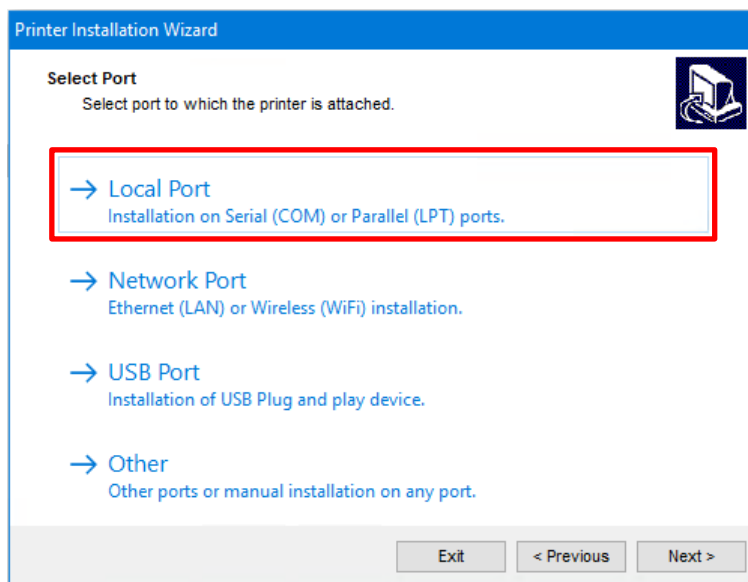 Printer Installation Wizard
Select Port
Select port to which the printer is attached.
Local Port
Installation on Serial (COM) or Parallel (LPT) ports.
Network Port
Ethernet (LAN) or Wireless (WiFi) installation.
USB Port
Installation of USB Plug and play device.
Other
Other ports or manual installation on any port.
Exit < Previous Next >